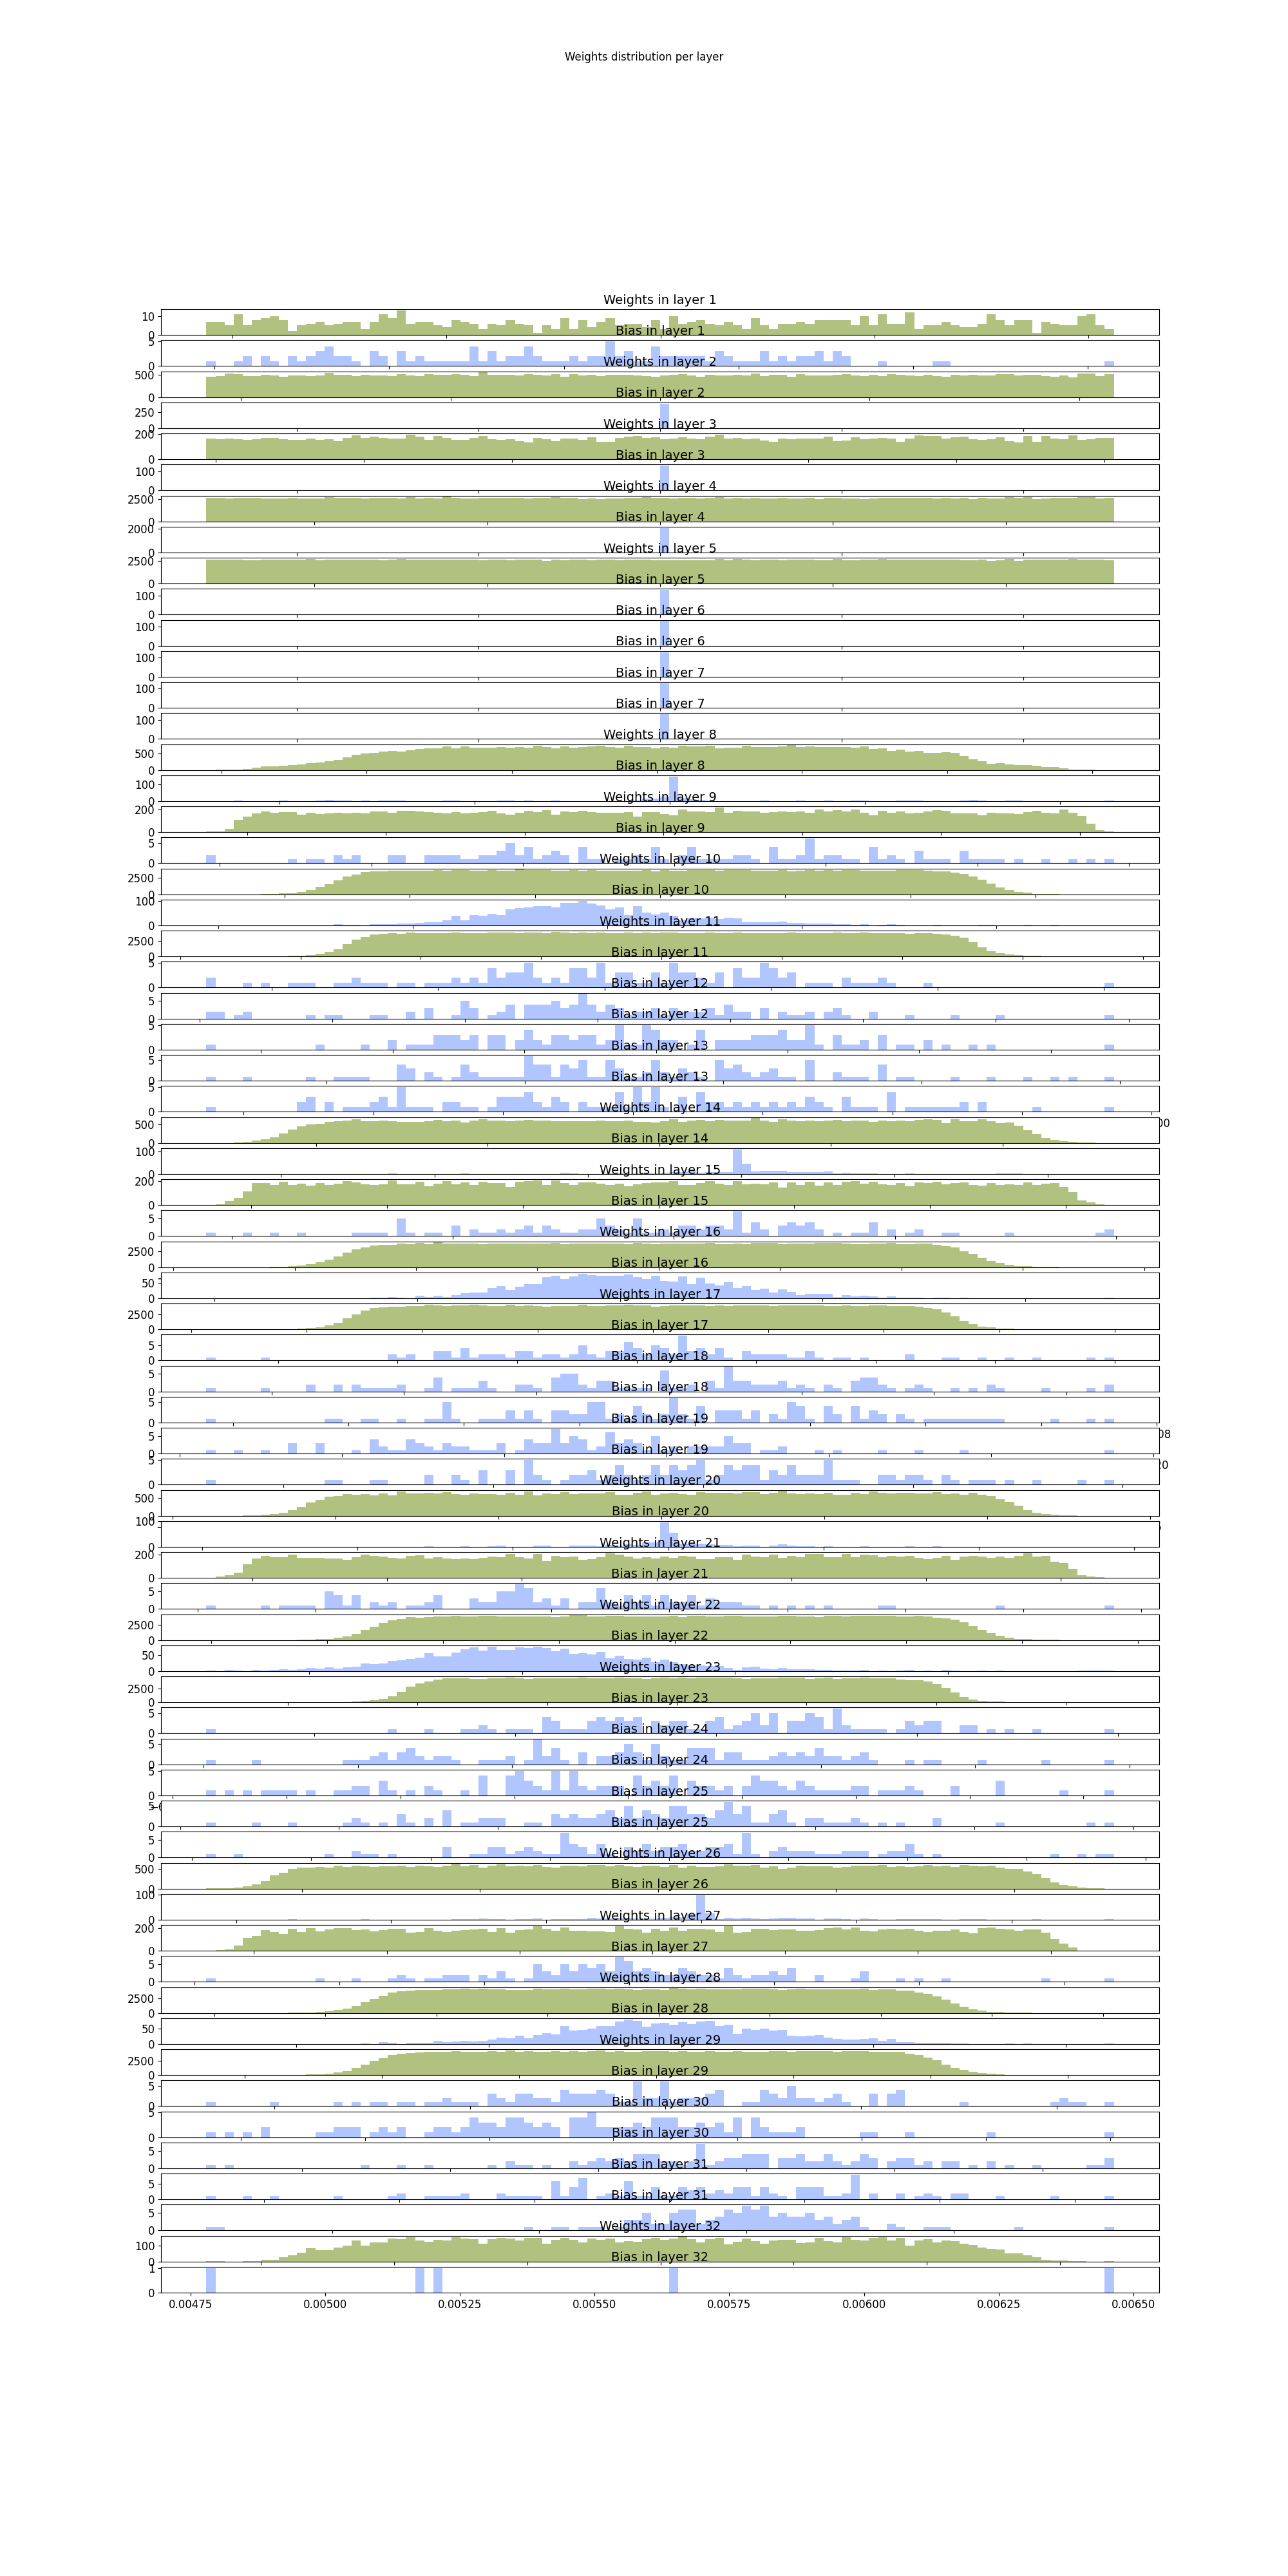 Weights distribution per layer
Weights in layer 1
10
0
Bias in layer 1
5
0
Weights in layer 2
500
0
Bias in layer 2
250
0
Weights in layer 3
200
0
Bias in layer 3
100
0
Weights in layer 4
2500
0
Bias in layer 4
2000
0
Weights in layer 5
2500
0
Bias in layer 5
100
0
Bias in layer 6
100
0
Bias in layer 6
100
0
Bias in layer 7
100
0
Bias in layer 7
100
0
Weights in layer 8
500
0
Bias in layer 8
100
0
Weights in layer 9
200
0
Bias in layer 9
5
0
Weights in layer 10
2500
0
Bias in layer 10
100
0
Weights in layer 11
2500
0
Bias in layer 11
5
0
Bias in layer 12
5
0
Bias in layer 12
5
0
Bias in layer 13
5
0
Bias in layer 13
5
0
Weights in layer 14
500
0
00
Bias in layer 14
100
0
Weights in layer 15
200
0
Bias in layer 15
5
0
Weights in layer 16
2500
0
Bias in layer 16
50
0
Weights in layer 17
2500
0
Bias in layer 17
5
0
Bias in layer 18
5
0
Bias in layer 18
5
0
Bias in layer 19
5
0
08
Bias in layer 19
5
0
20
Weights in layer 20
500
0
Bias in layer 20
100
0
Weights in layer 21
200
0
Bias in layer 21
5
0
Weights in layer 22
2500
0
Bias in layer 22
50
0
Weights in layer 23
2500
0
Bias in layer 23
5
0
Bias in layer 24
5
0
Bias in layer 24
5
0
Bias in layer 25
5
0
Bias in layer 25
5
0
Weights in layer 26
500
0
Bias in layer 26
100
0
Weights in layer 27
200
0
Bias in layer 27
5
0
Weights in layer 28
2500
0
Bias in layer 28
50
0
Weights in layer 29
2500
0
Bias in layer 29
5
0
Bias in layer 30
5
0
Bias in layer 30
5
0
Bias in layer 31
5
0
Bias in layer 31
5
0
Weights in layer 32
100
0
Bias in layer 32
1
0
0.00475 0.00500 0.00525 0.00550 0.00575 0.00600 0.00625 0.00650